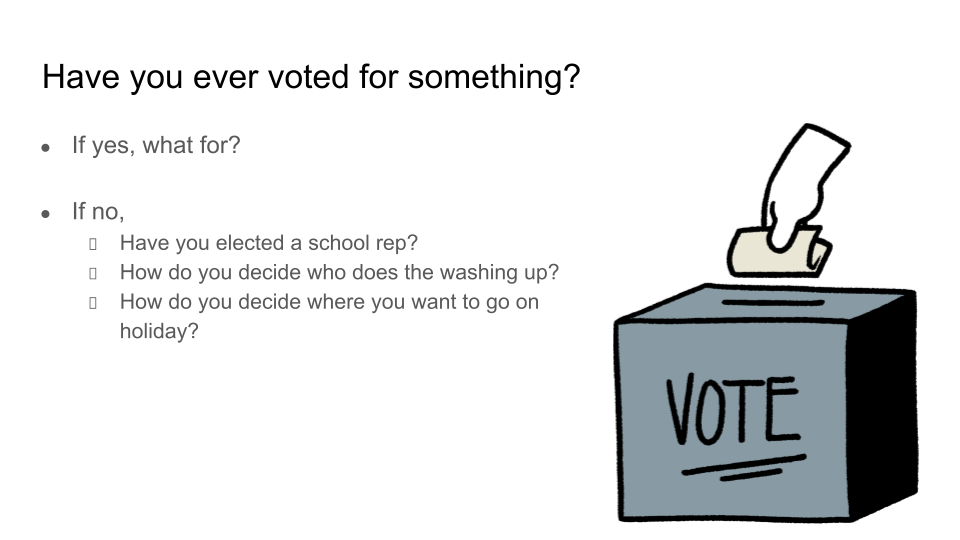 Have you ever voted for something?
● If yes, what for?
● If no,
▯ Have you elected a school rep?
▯ How do you decide who does the washing up?
▯ How do you decide where you want to go on
holiday?
VOTE